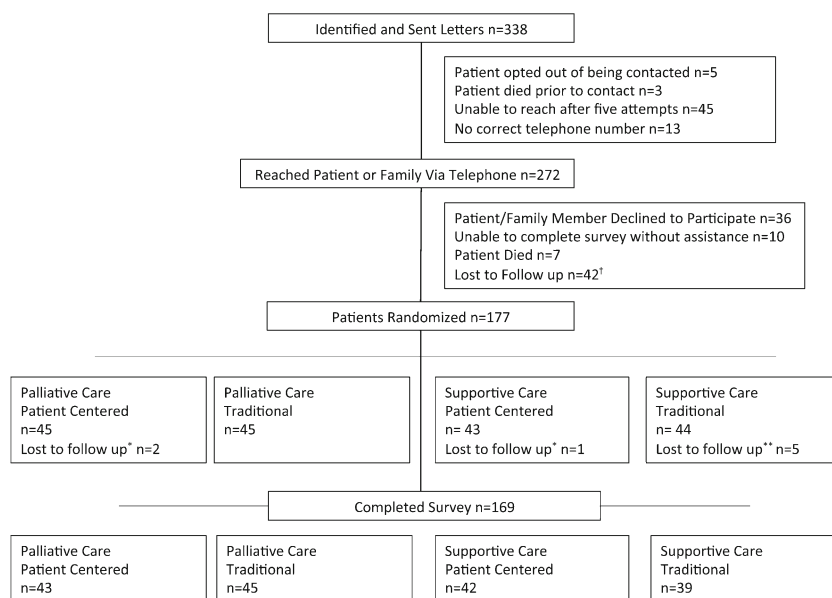 Identified and Sent Letters n=338
Patient opted out of being contacted n=5
Patient died prior to contact n=3
Unable to reach after five attempts n=45
No correct telephone number n=13
Reached Patient or Family Via Telephone n=272
Patient/Family Member Declined to Participate n=36
Unable to complete survey without assistance n=10
Patient Died n=7
Lost to Follow up n=42†
Patients Randomized n=177
Palliative Care
Patient Centered
n=45
Lost to follow up* n=2
Palliative Care
Traditional
n=45
Supportive Care
Patient Centered
n= 43
Lost to follow up* n=1
Supportive Care
Traditional
n= 44
Lost to follow up** n=5
Completed Survey n=169
Palliative Care
Patient Centered
n=43
Palliative Care
Traditional
n=45
Supportive Care
Patient Centered
n=42
Supportive Care
Traditional
n=39